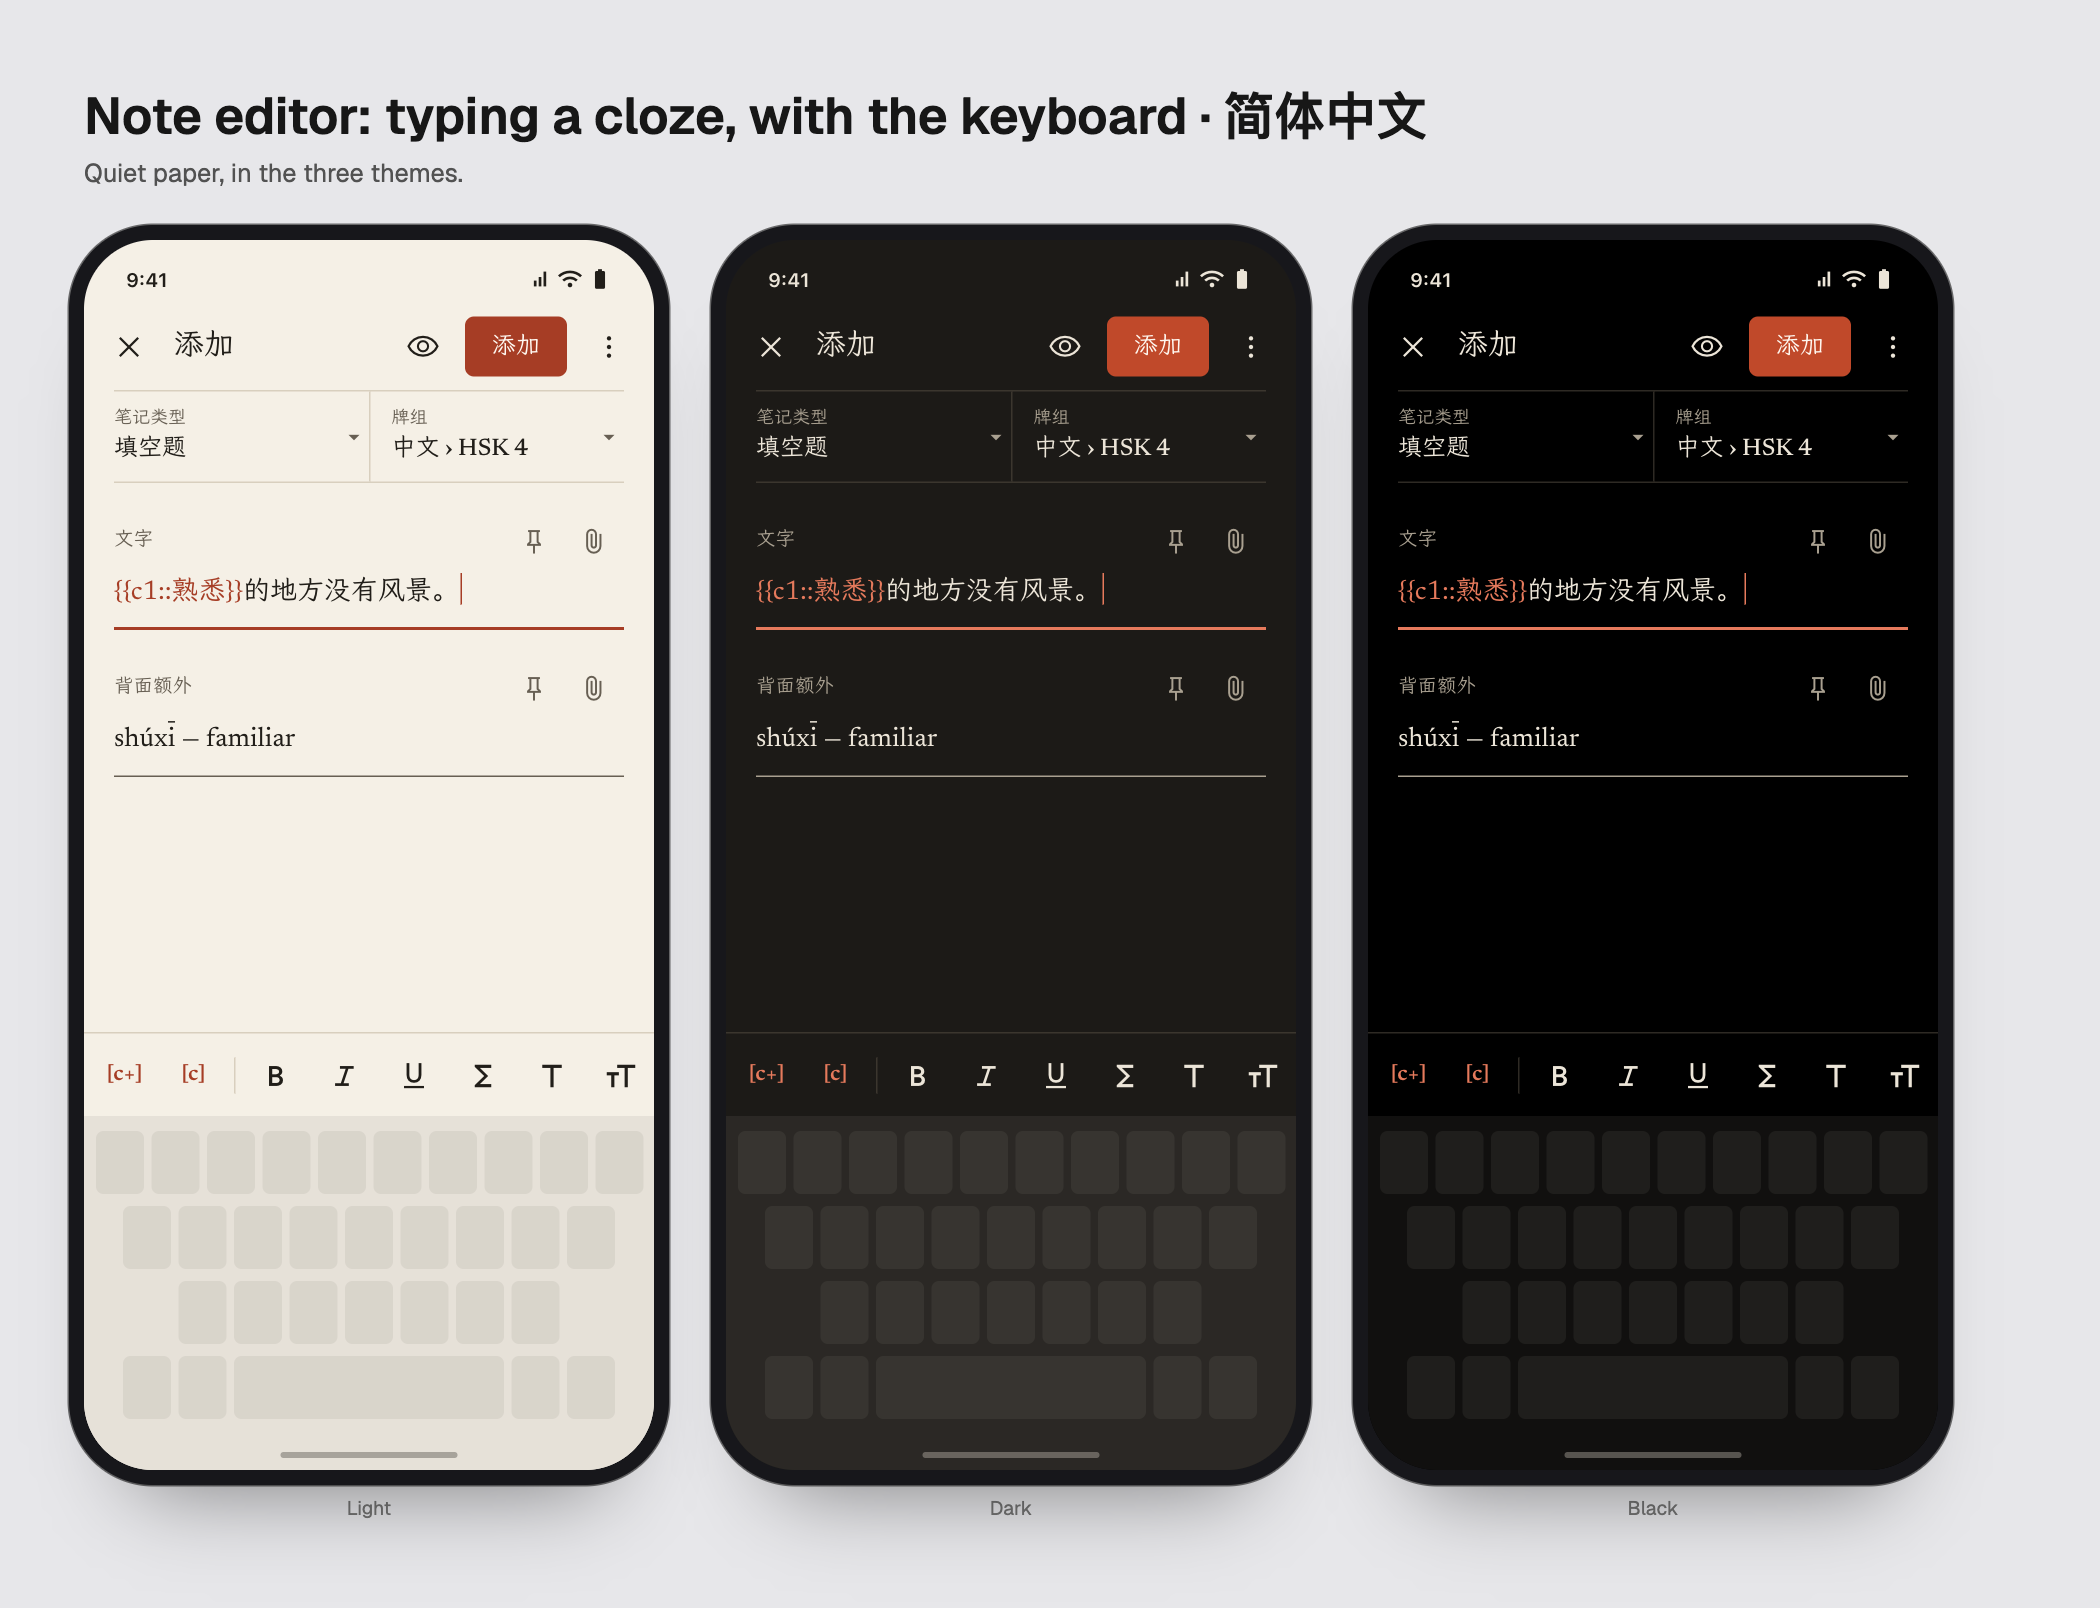 Note editor: typing a cloze, with the keyboard · 简体中文
Quiet paper, in the three themes.
9:41
添加 添加
笔记类型 牌组
填空题 中文 › HSK 4
文字
{{c1::熟悉}}的地方没有风景。
背面额外
shúxī – familiar
[c+] [c] B I U Σ T TT
Light
9:41
添加 添加
笔记类型 牌组
填空题 中文 › HSK 4
文字
{{c1::熟悉}}的地方没有风景。
背面额外
shúxī – familiar
[c+] [c] B I U Σ T TT
Dark
9:41
添加 添加
笔记类型 牌组
填空题 中文 › HSK 4
文字
{{c1::熟悉}}的地方没有风景。
背面额外
shúxī – familiar
[c+] [c] B I U Σ T TT
Black